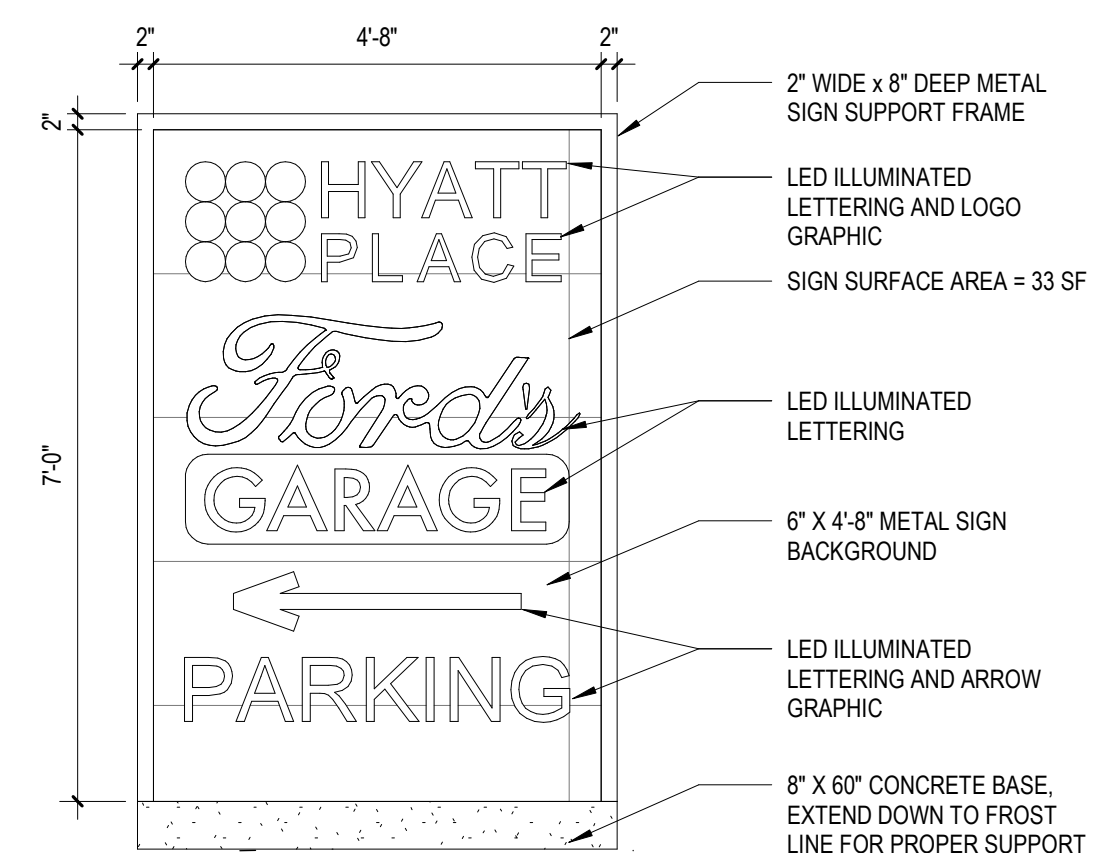 2" 4'-8" 2"
2"
7'-0"
HYATT
PLACE
Ford's
GARAGE
PARKING
2" WIDE x 8" DEEP METAL
SIGN SUPPORT FRAME
LED ILLUMINATED
LETTERING AND LOGO
GRAPHIC
SIGN SURFACE AREA = 33 SF
LED ILLUMINATED
LETTERING
6" X 4'-8" METAL SIGN
BACKGROUND
LED ILLUMINATED
LETTERING AND ARROW
GRAPHIC
8" X 60" CONCRETE BASE,
EXTEND DOWN TO FROST
LINE FOR PROPER SUPPORT